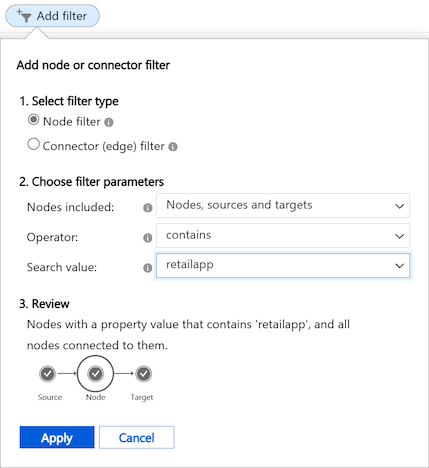 Add filter
Add node or connector filter
1. Select filter type
Node filter
Connector (edge) filter
2. Choose filter parameters
Nodes included: Nodes, sources and targets
Operator: contains
Search value: retailapp
3. Review
Nodes with a property value that contains 'retailapp', and all
nodes connected to them.
Source Node Target
Apply Cancel